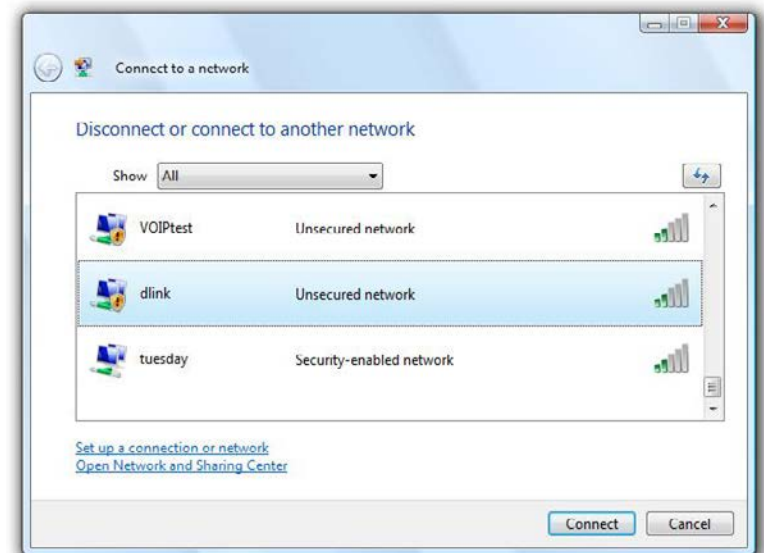 Connect to a network
Disconnect or connect to another network
Show All
VOIPtest Unsecured network
dlink Unsecured network
tuesday Security-enabled network
Set up a connection or network
Open Network and Sharing Center
Connect Cancel